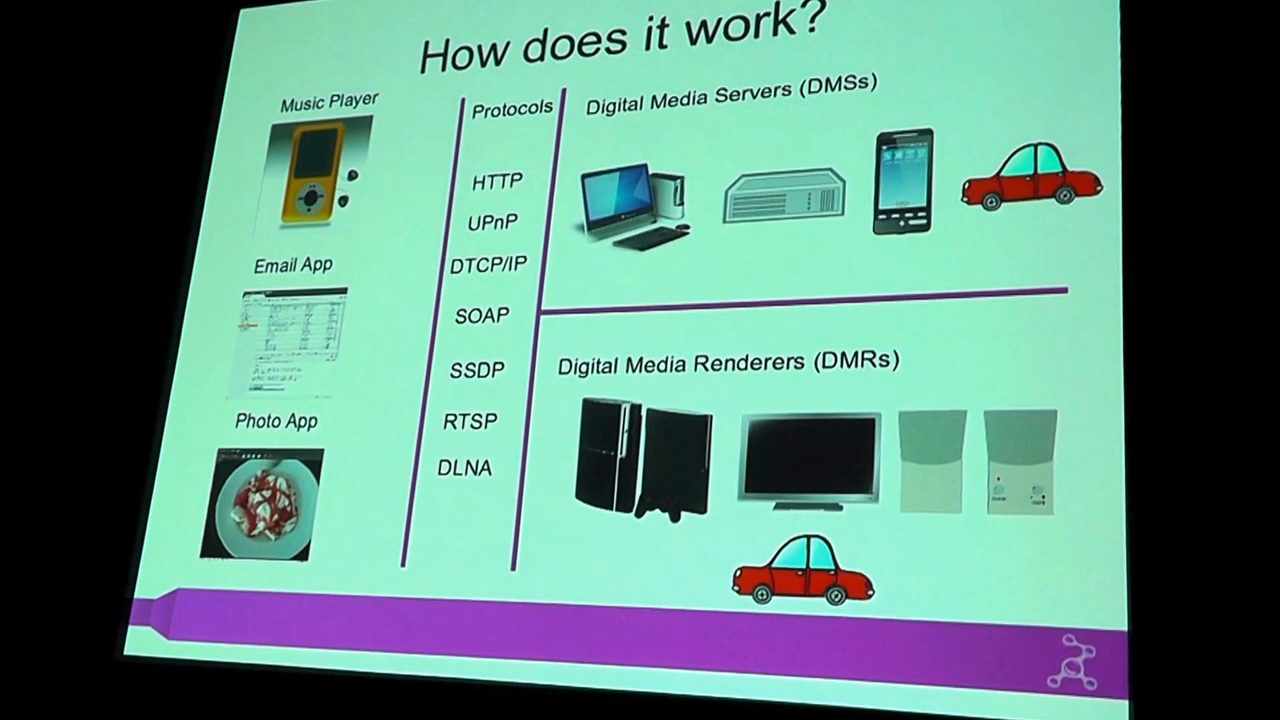 How does it work?
Music Player
Email App
Photo App
Protocols
HTTP
UPnP
DTCP/IP
SOAP
SSDP
RTSP
DLNA
Digital Media Servers (DMSs)
Digital Media Renderers (DMRs)